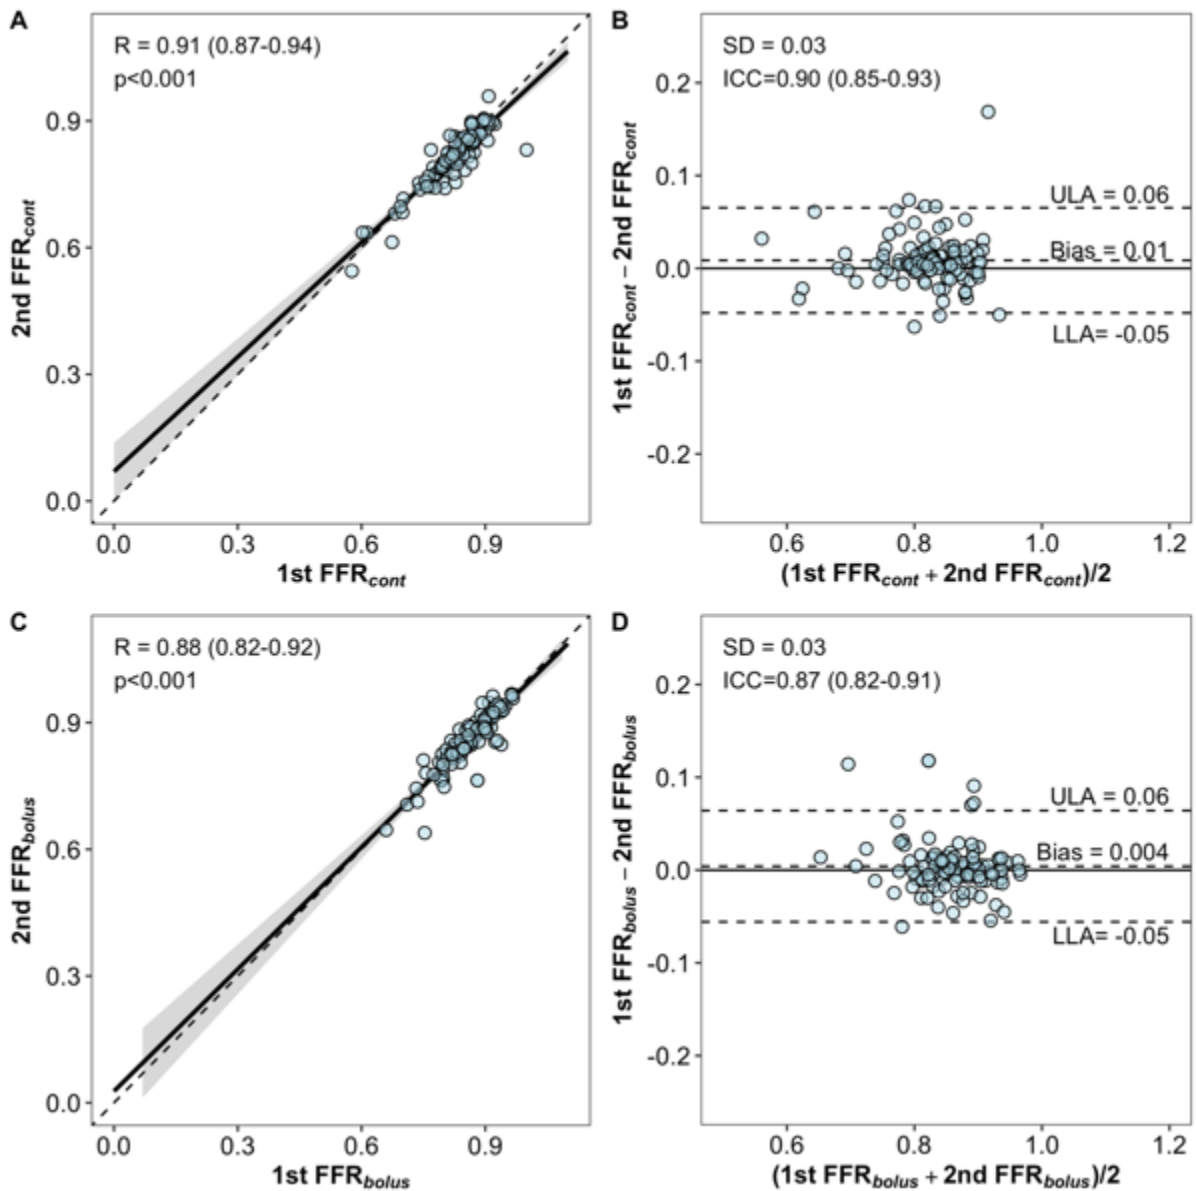 A
R = 0.91 (0.87-0.94)
p<0.001
2nd FFRcont
0.9
0.6
0.3
0.0
0.0 0.3 0.6 0.9
1st FFRcont
B
SD = 0.03
ICC=0.90 (0.85-0.93)
1st FFRcont − 2nd FFRcont
0.2
0.1
0.0
-0.1
-0.2
ULA = 0.06
Bias = 0.01
LLA= -0.05
0.6 0.8 1.0 1.2
(1st FFRcont + 2nd FFRcont)/2
C
R = 0.88 (0.82-0.92)
p<0.001
2nd FFRbolus
0.9
0.6
0.3
0.0
0.0 0.3 0.6 0.9
1st FFRbolus
D
SD = 0.03
ICC=0.87 (0.82-0.91)
1st FFRbolus − 2nd FFRbolus
0.2
0.1
0.0
-0.1
-0.2
ULA = 0.06
Bias = 0.004
LLA= -0.05
0.6 0.8 1.0 1.2
(1st FFRbolus + 2nd FFRbolus)/2